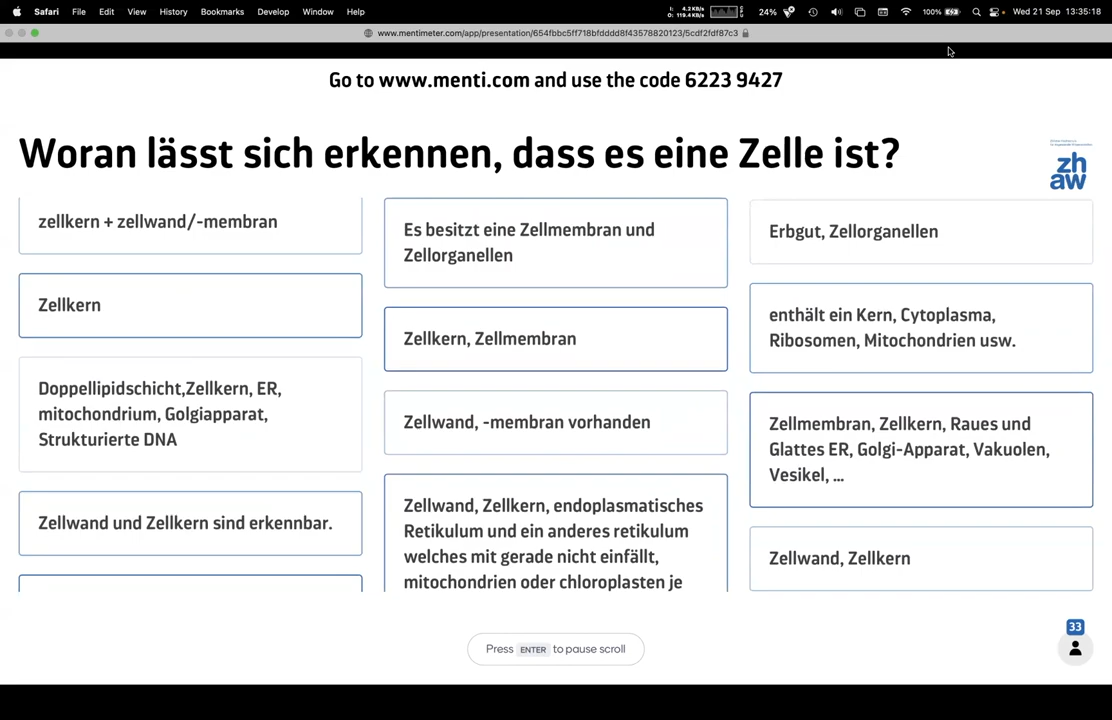 Safari File Edit View History Bookmarks Develop Window Help
I: 4.2 KB/s
O: 119.4 KB/s
24%
100%
Wed 21 Sep 13:35:18
www.mentimeter.com/app/presentation/654fbbc5ff718bfdddd8f43578820123/5cdf2fdf87c3
Go to www.menti.com and use the code 6223 9427
Woran lässt sich erkennen, dass es eine Zelle ist?
zh
aw
zellkern + zellwand/-membran
Zellkern
Doppellipidschicht,Zellkern, ER,
mitochondrium, Golgiapparat,
Strukturierte DNA
Zellwand und Zellkern sind erkennbar.
Es besitzt eine Zellmembran und
Zellorganellen
Zellkern, Zellmembran
Zellwand, -membran vorhanden
Zellwand, Zellkern, endoplasmatisches
Retikulum und ein anderes retikulum
welches mit gerade nicht einfällt,
mitochondrien oder chloroplasten je
Erbgut, Zellorganellen
enthält ein Kern, Cytoplasma,
Ribosomen, Mitochondrien usw.
Zellmembran, Zellkern, Raues und
Glattes ER, Golgi-Apparat, Vakuolen,
Vesikel, ...
Zellwand, Zellkern
Press ENTER to pause scroll
33